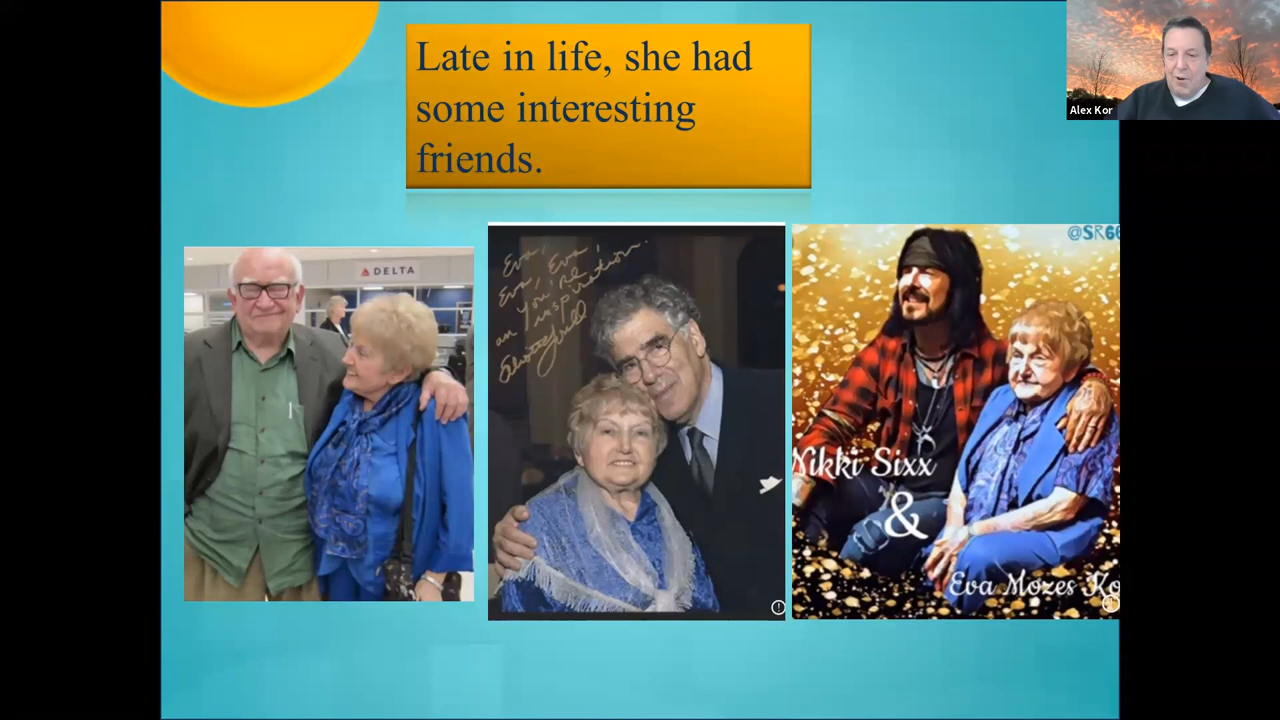 Late in life, she had
some interesting
friends.
Alex Kor
DELTA
Eva,
Eva, Eva,
you're
an inspiration.
@SR66
Nikki Sixx
&
Eva Mozes Ko